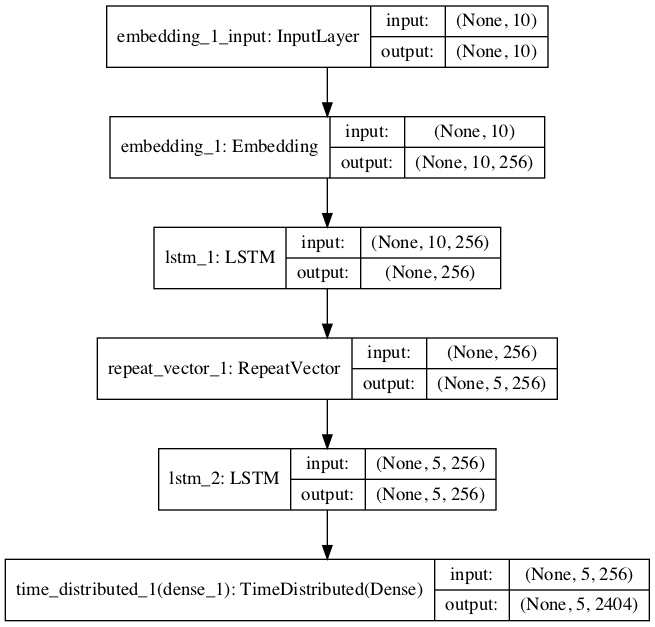 embedding_1_input: InputLayer
input:
(None, 10)
output:
(None, 10)
embedding_1: Embedding
input:
(None, 10)
output:
(None, 10, 256)
lstm_1: LSTM
input:
(None, 10, 256)
output:
(None, 256)
repeat_vector_1: RepeatVector
input:
(None, 256)
output:
(None, 5, 256)
lstm_2: LSTM
input:
(None, 5, 256)
output:
(None, 5, 256)
time_distributed_1(dense_1): TimeDistributed(Dense)
input:
(None, 5, 256)
output:
(None, 5, 2404)